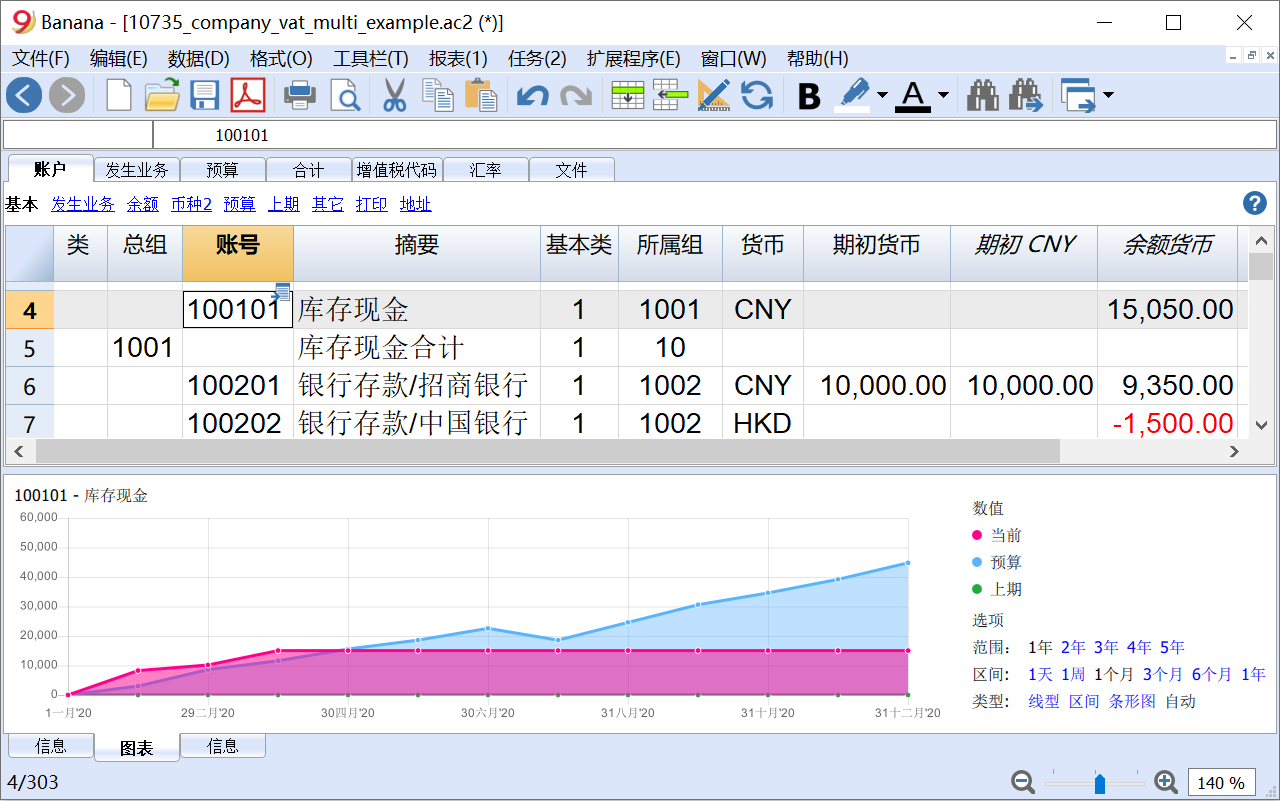 Banana - [10735_company_vat_multi_example.ac2 (*)]
文件(F) 编辑(E) 数据(D) 格式(O) 工具栏(T) 报表(1) 任务(2) 扩展程序(E) 窗口(W) 帮助(H)
B A
100101
账户 发生业务 预算 合计 增值税代码 汇率 文件
基本 发生业务 余额 币种2 预算 上期 其它 打印 地址 ?
类 总组 账号 摘要 基本类 所属组 货币 期初货币 期初 CNY 余额货币
4 100101 库存现金 1 1001 CNY 15,050.00
5 1001 库存现金合计 1 10
6 100201 银行存款/招商银行 1 1002 CNY 10,000.00 10,000.00 9,350.00
7 100202 银行存款/中国银行 1 1002 HKD -1,500.00
100101 - 库存现金
60,000
50,000
40,000
30,000
20,000
10,000
0
1一月'20 29二月'20 30四月'20 30六月'20 31八月'20 31十月'20 31十二月'20
数值
当前
预算
上期
选项
范围: 1年 2年 3年 4年 5年
区间: 1天 1周 1个月 3个月 6个月 1年
类型: 线型 区间 条形图 自动
信息 图表 信息
4/303 140 %